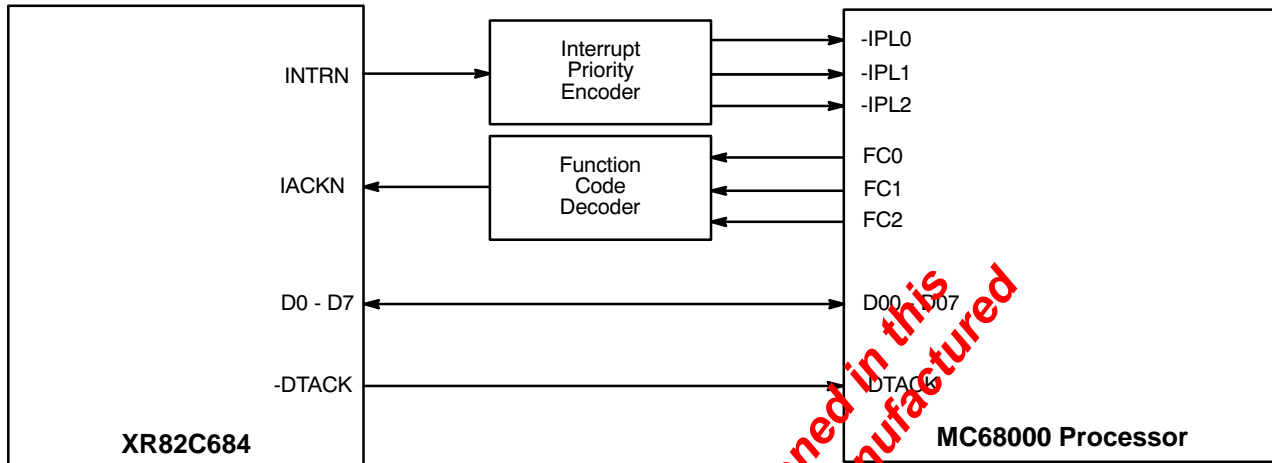 INTRN
Interrupt
Priority
Encoder
-IPL0
-IPL1
-IPL2
IACKN
Function
Code
Decoder
FC0
FC1
FC2
D0 - D7
D00 - D07
-DTACK
DTACK
XR82C684
MC68000 Processor
in this